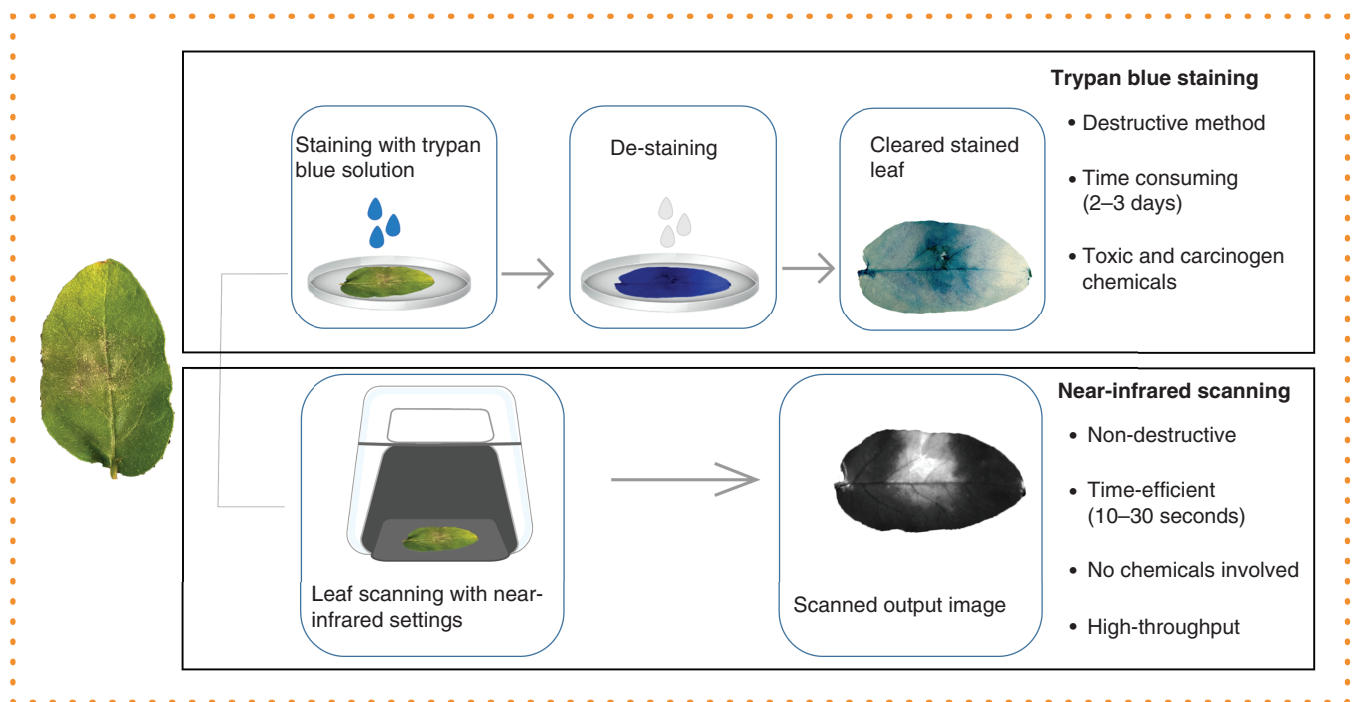 Trypan blue staining
Staining with trypan
blue solution
De-staining
Cleared stained
leaf
• Destructive method
• Time consuming
(2–3 days)
• Toxic and carcinogen
chemicals
Near-infrared scanning
Leaf scanning with near-
infrared settings
Scanned output image
• Non-destructive
• Time-efficient
(10–30 seconds)
• No chemicals involved
• High-throughput